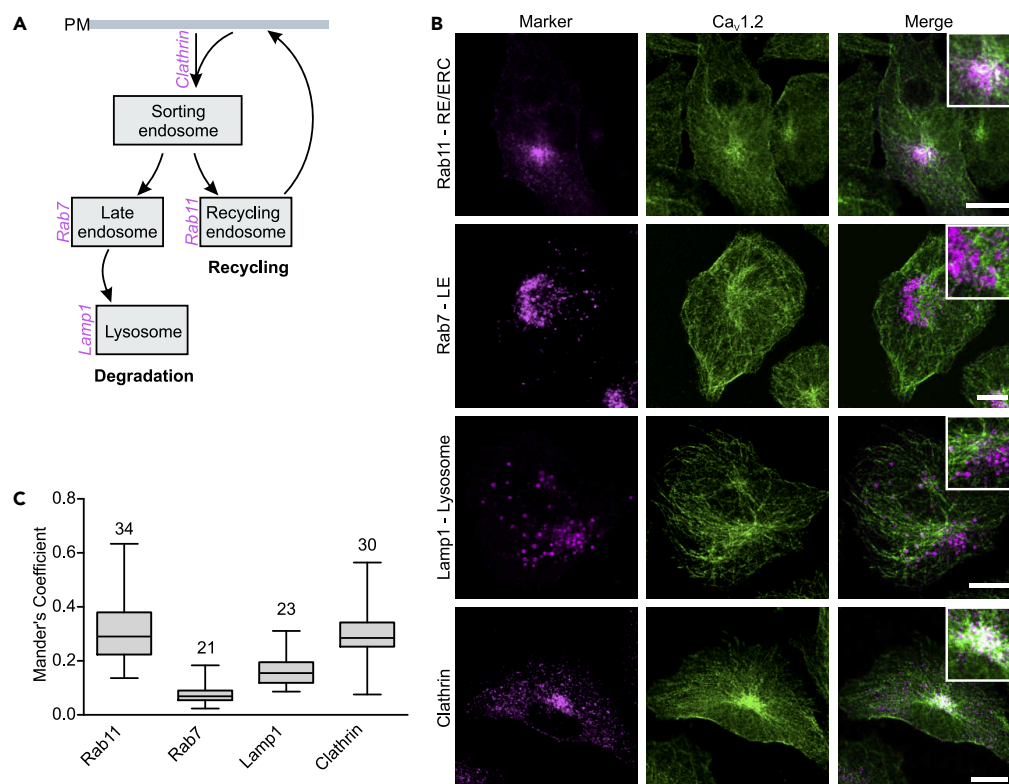 A
PM
Clathrin
Sorting
endosome
Rab7
Late
endosome
Rab11
Recycling
endosome
Recycling
Lamp1
Lysosome
Degradation
B
Marker
Cav1.2
Merge
Rab11 - RE/ERC
Rab7 - LE
Lamp1 - Lysosome
Clathrin
C
Mander's Coefficient
0.8
0.6
0.4
0.2
0.0
34
21
23
30
Rab11
Rab7
Lamp1
Clathrin